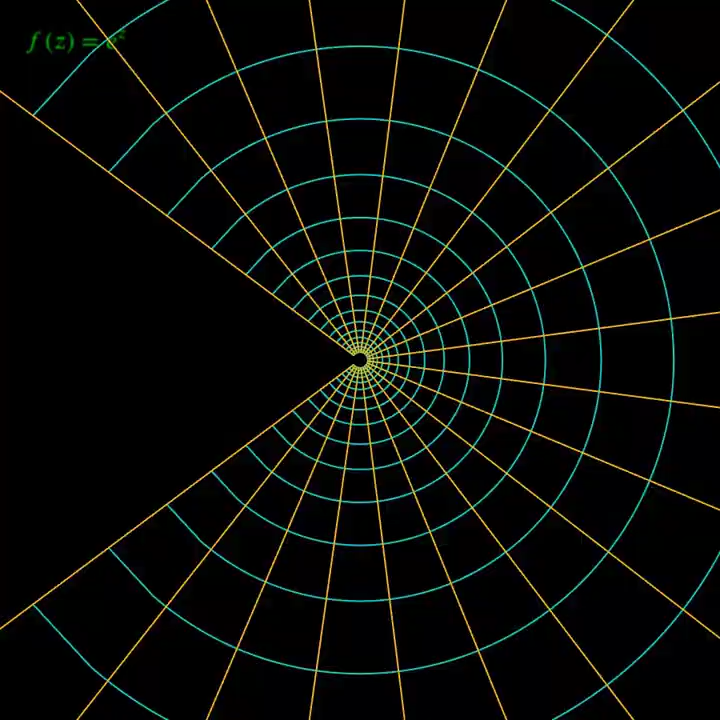 f (z) = e^z